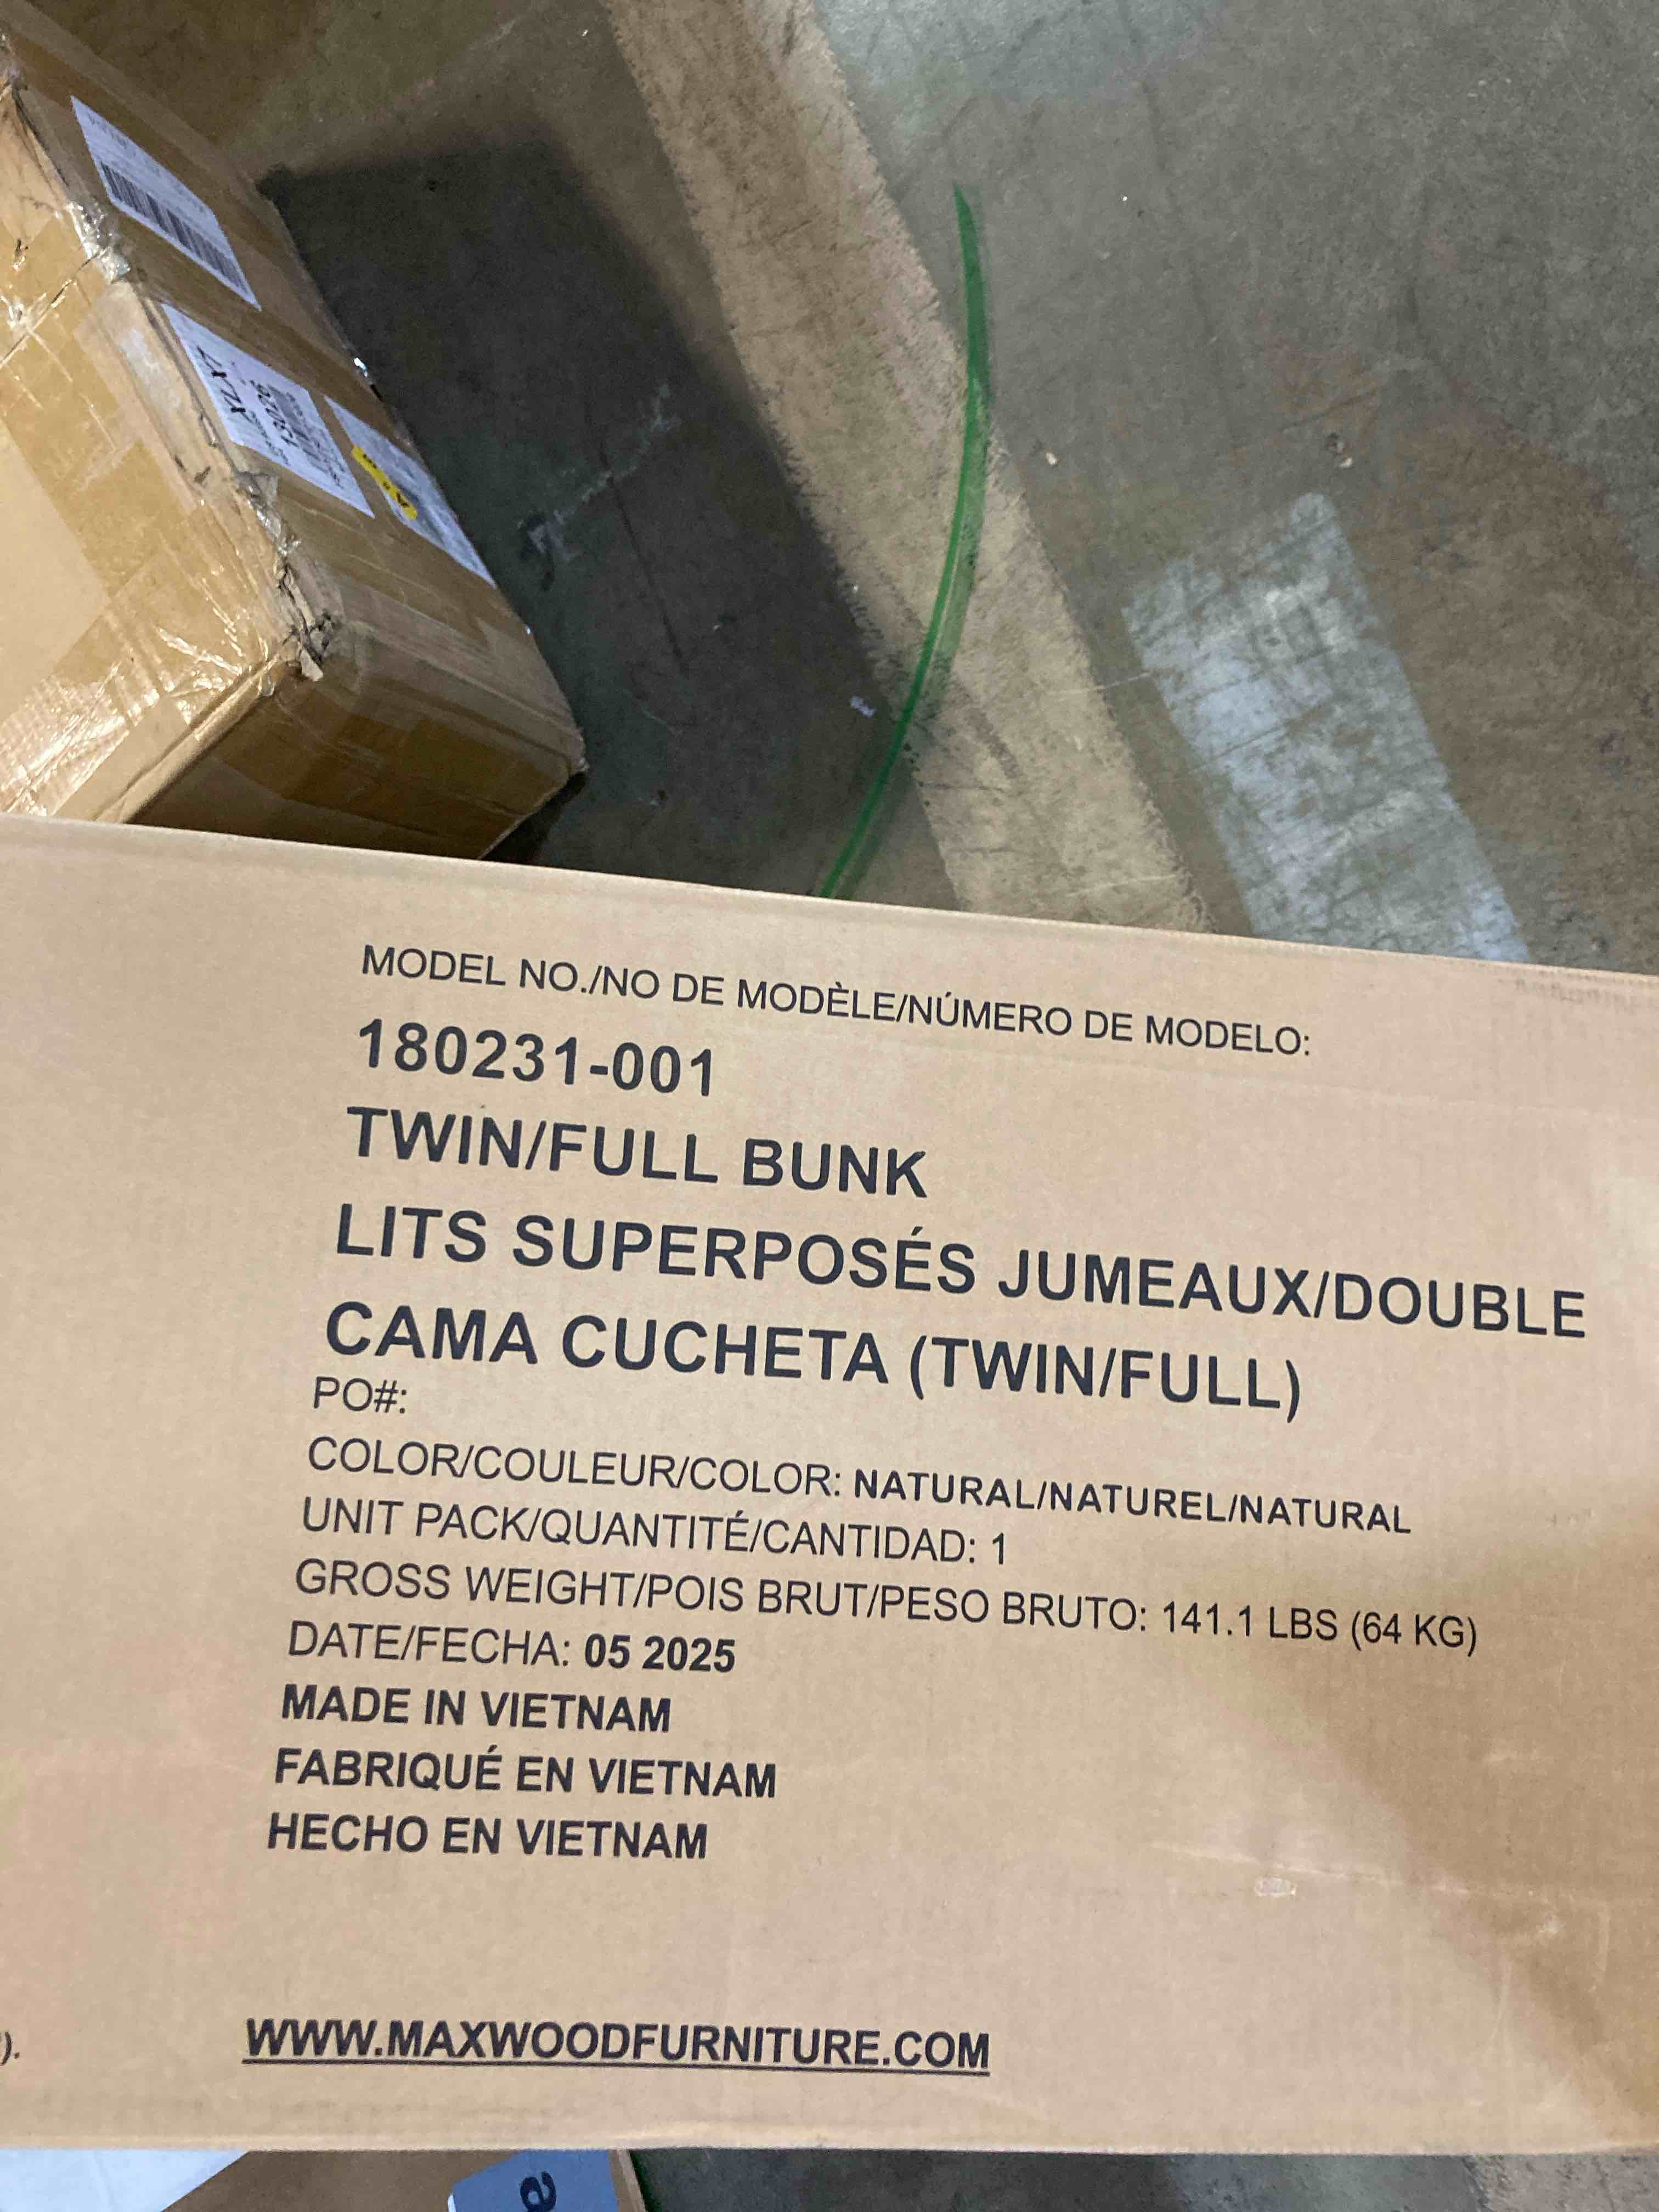 MODEL NO./NO DE MODÈLE/NÚMERO DE MODELO:
180231-001
TWIN/FULL BUNK
LITS SUPERPOSÉS JUMEAUX/DOUBLE
CAMA CUCHETA (TWIN/FULL)
PO#:
COLOR/COULEUR/COLOR: NATURAL/NATUREL/NATURAL
UNIT PACK/QUANTITÉ/CANTIDAD: 1
GROSS WEIGHT/POIS BRUT/PESO BRUTO: 141.1 LBS (64 KG)
DATE/FECHA: 05 2025
MADE IN VIETNAM
FABRIQUÉ EN VIETNAM
HECHO EN VIETNAM
).
WWW.MAXWOODFURNITURE.COM
a